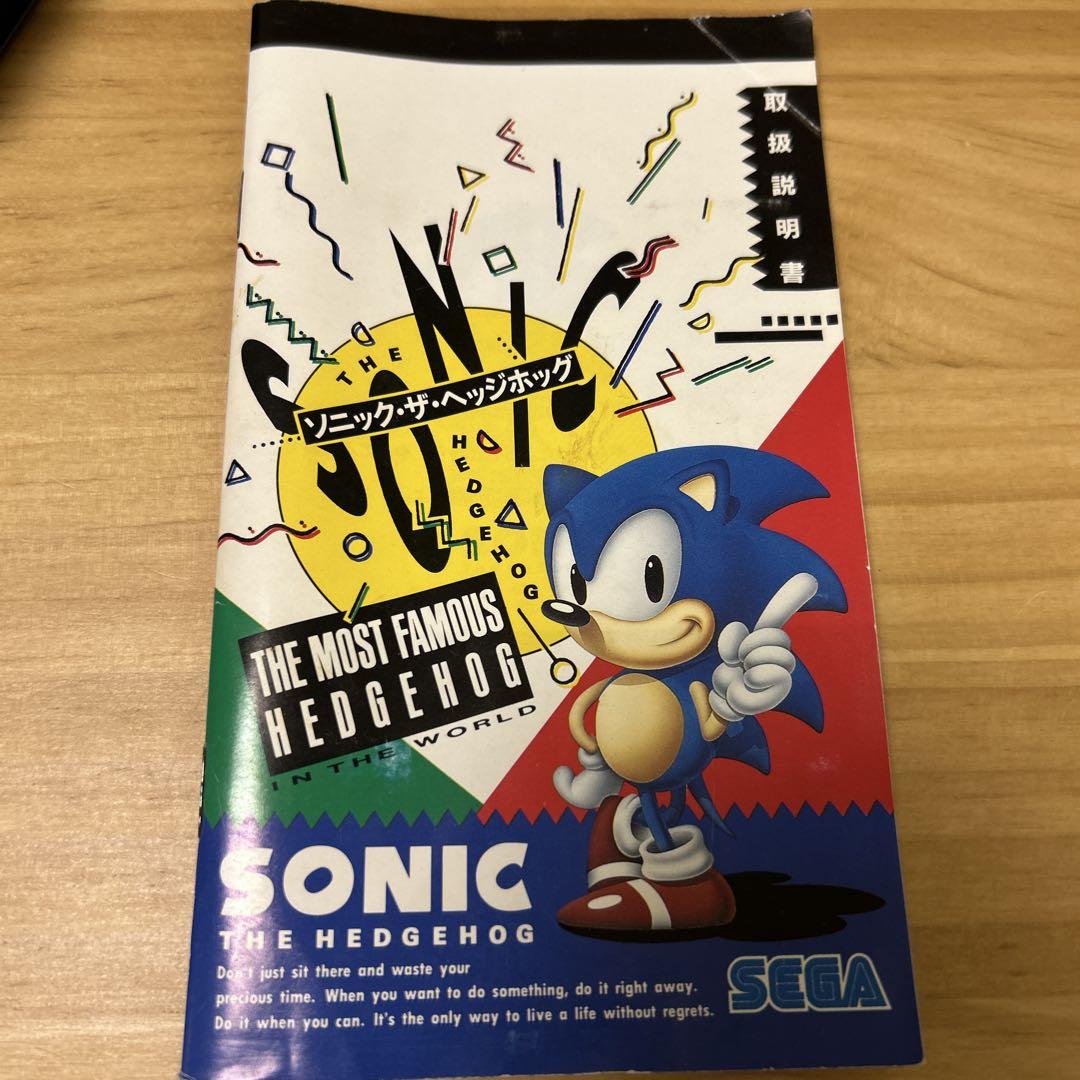 取扱説明書
THE
SONIC
ソニック・ザ・ヘッジホッグ
HEDGEHOG
THE MOST FAMOUS
HEDGEHOG
IN THE WORLD
SONIC
THE HEDGEHOG
Don't just sit there and waste your
precious time. When you want to do something, do it right away.
Do it when you can. It's the only way to live a life without regrets.
SEGA